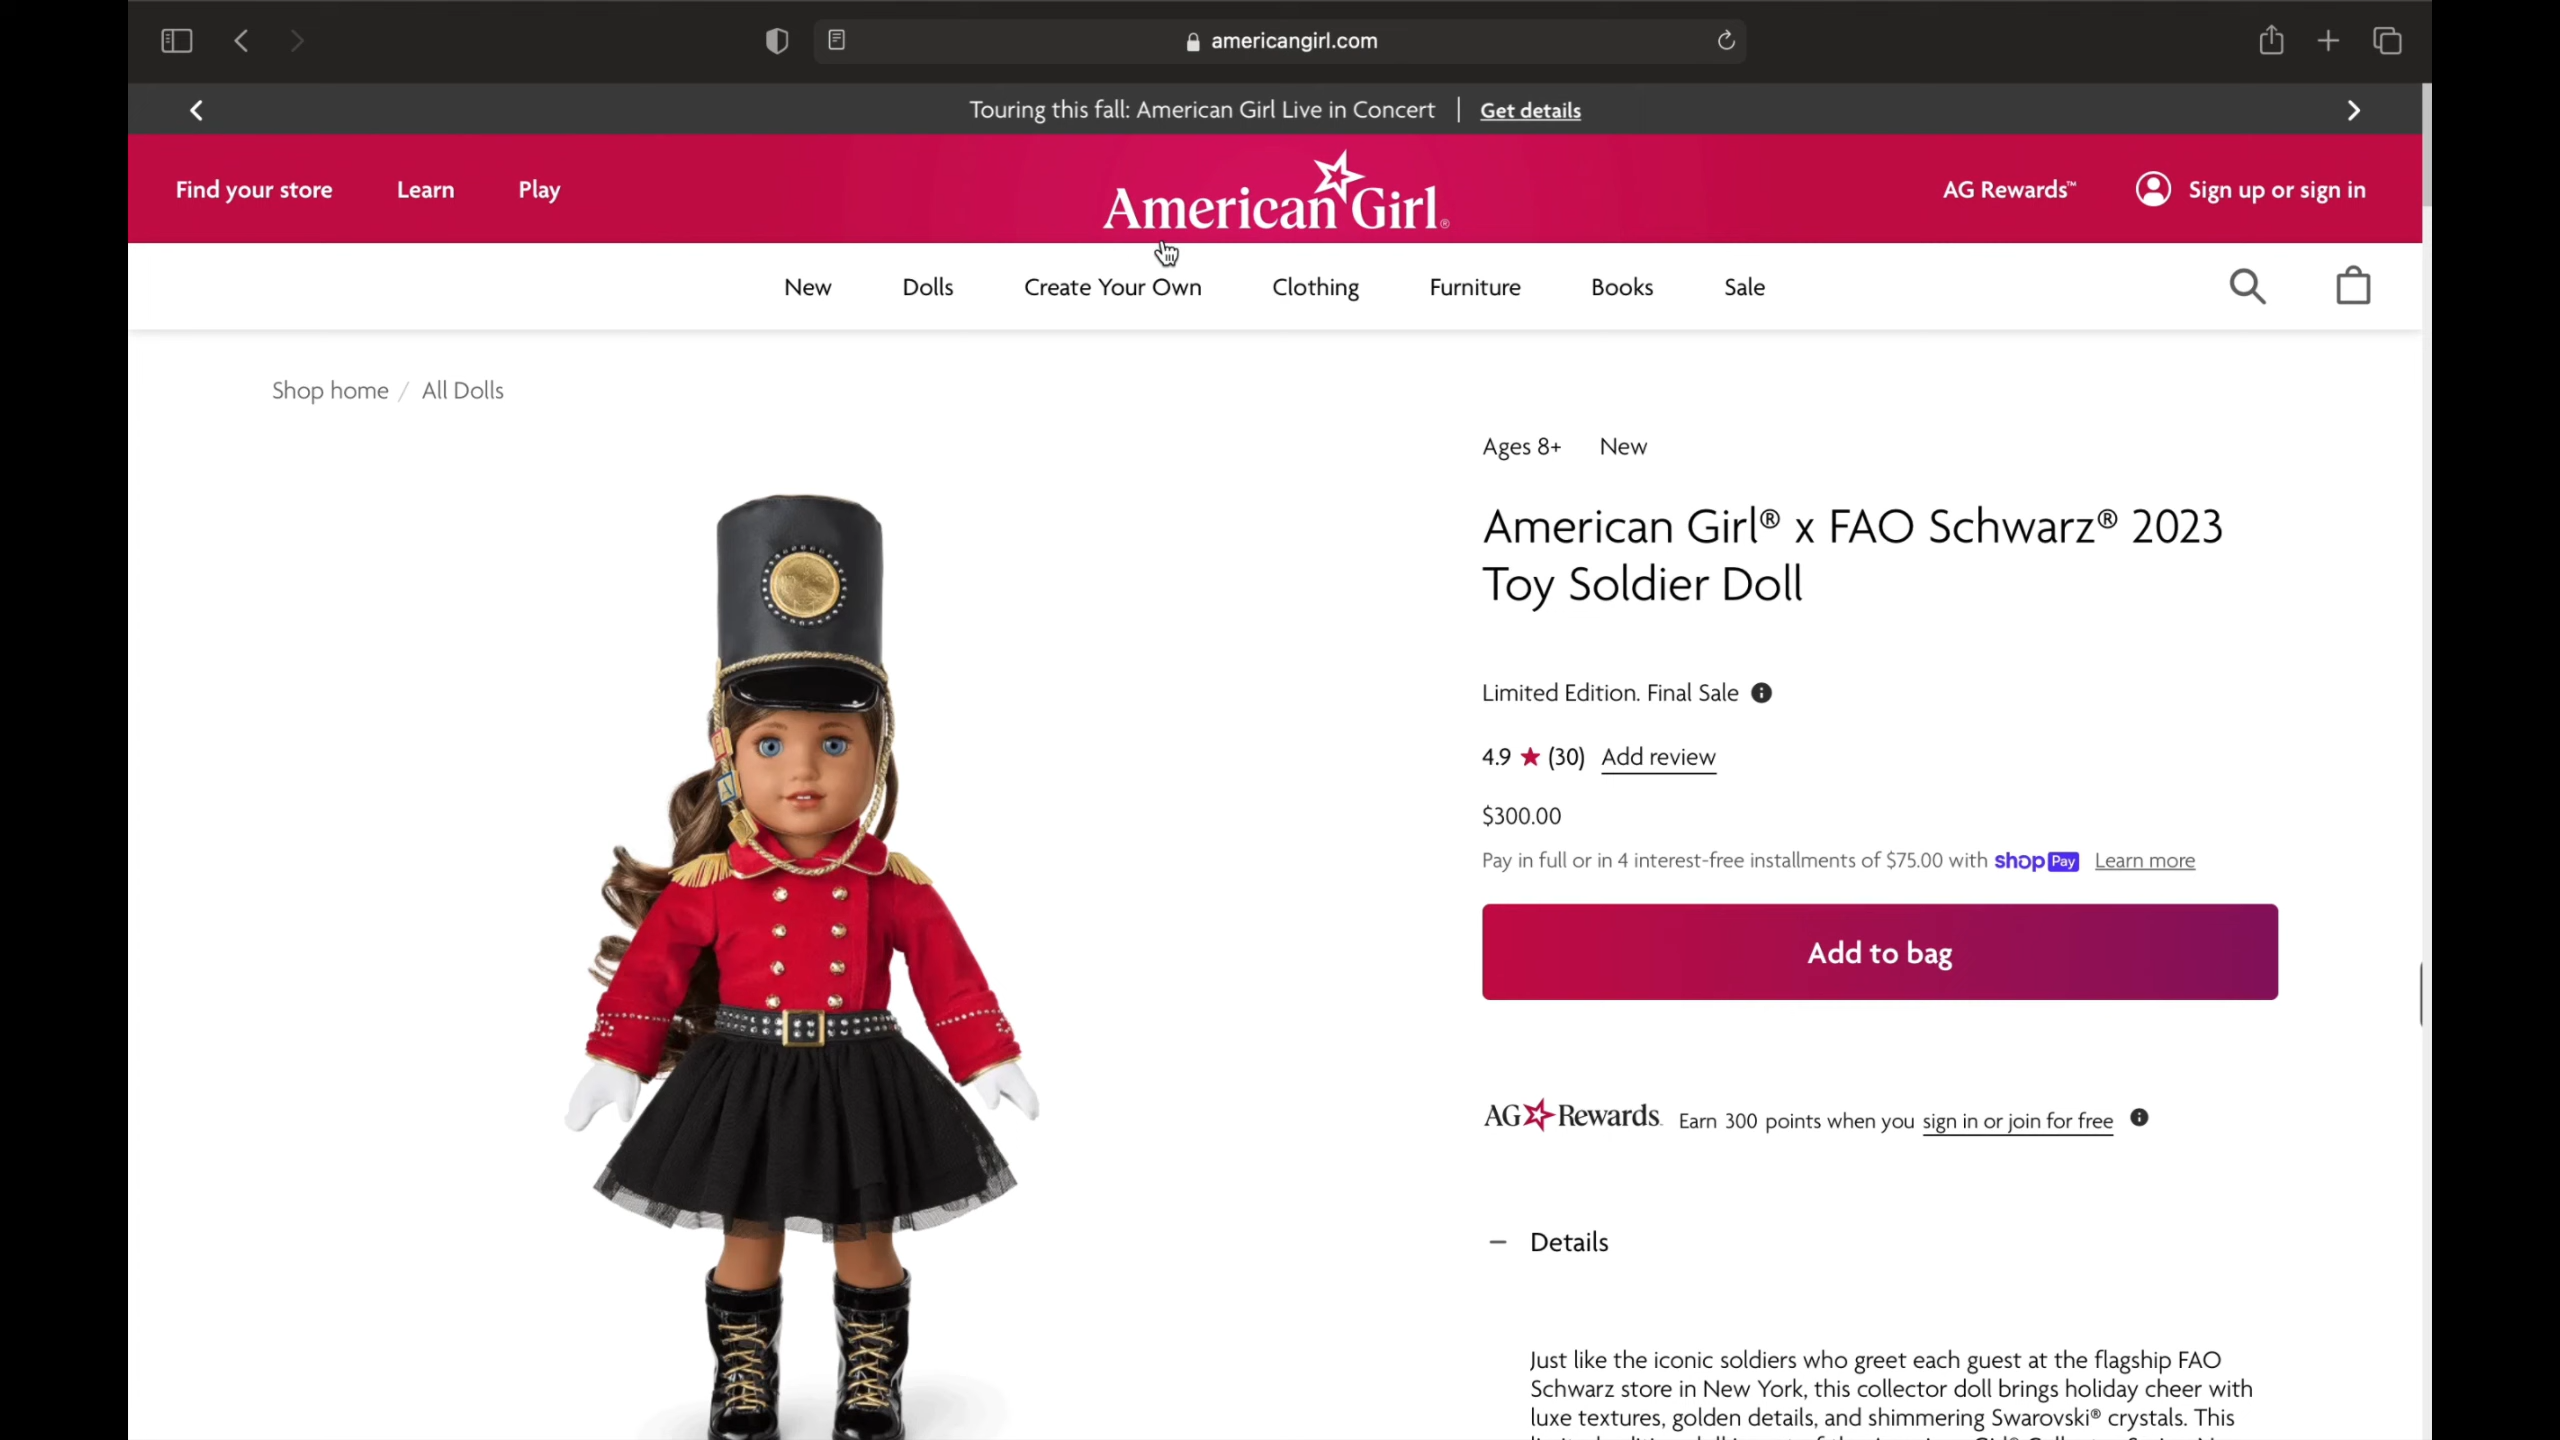 americangirl.com
Touring this fall: American Girl Live in Concert | Get details
Find your store Learn Play
American Girl®
AG Rewards™ Sign up or sign in
New Dolls Create Your Own Clothing Furniture Books Sale
Shop home / All Dolls
Ages 8+ New
American Girl® x FAO Schwarz® 2023
Toy Soldier Doll
Limited Edition. Final Sale
4.9 ★ (30) Add review
$300.00
Pay in full or in 4 interest-free installments of $75.00 with shop Pay Learn more
Add to bag
AG Rewards Earn 300 points when you sign in or join for free
Details
Just like the iconic soldiers who greet each guest at the flagship FAO
Schwarz store in New York, this collector doll brings holiday cheer with
luxe textures, golden details, and shimmering Swarovski® crystals. This